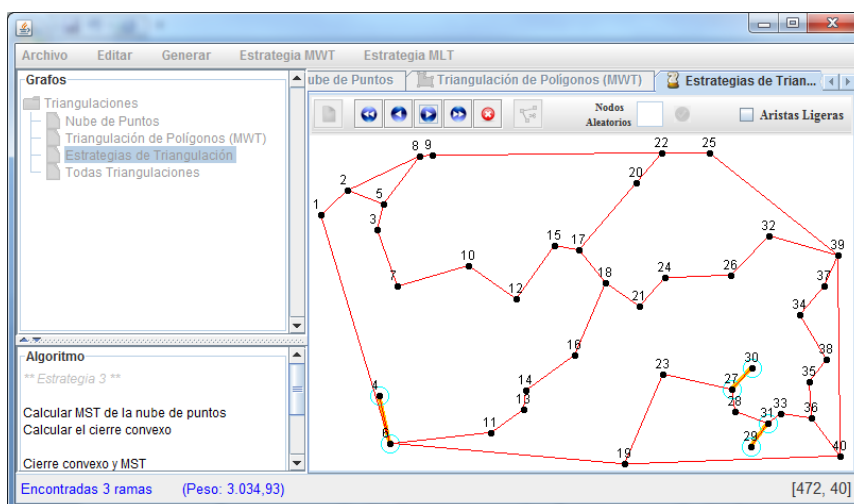 Archivo Editar Generar Estrategia MWT Estrategia MLT
Grafos
Triangulaciones
Nube de Puntos
Triangulación de Polígonos (MWT)
Estrategias de Triangulación
Todas Triangulaciones
ube de Puntos Triangulación de Polígonos (MWT) Estrategias de Trian...
Nodos
Aleatorios
Aristas Ligeras
8 9 22 25
2 20
1 5
3 15 17 32
10 26 39
7 12 18 24 37
21 34
16 38
4 14 23 27 30 35
13 28 31 33 36
6 11 29
19 40
Algoritmo
** Estrategia 3 **
Calcular MST de la nube de puntos
Calcular el cierre convexo
Cierre convexo y MST
Encontradas 3 ramas (Peso: 3.034,93) [472, 40]